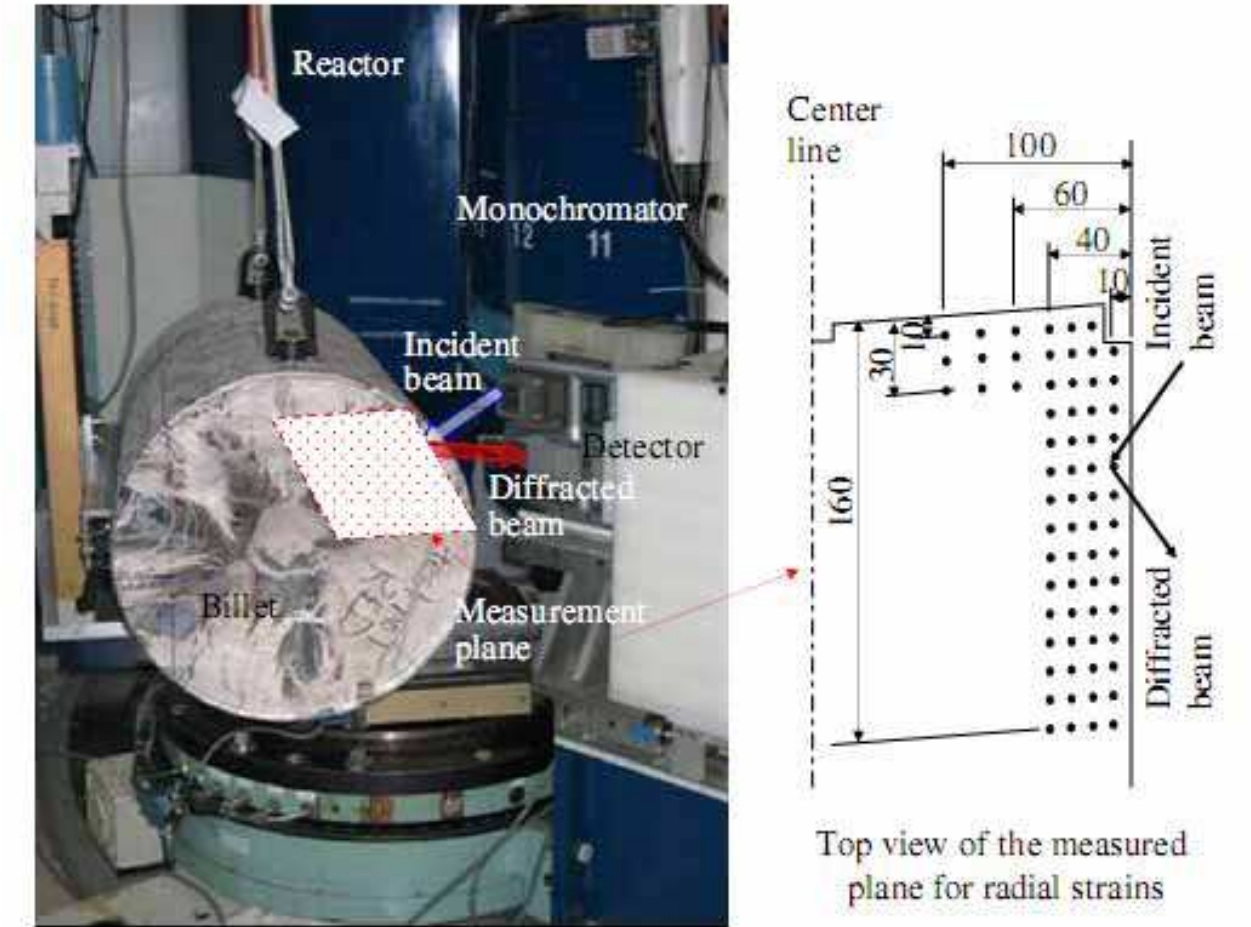 Reactor
Monochromator
12
11
Incident
beam
Detector
Diffracted
beam
Billet
Measurement
plane
Center
line
100
60
40
10
Incident
beam
10
30
160
Diffracted
beam
Top view of the measured
plane for radial strains